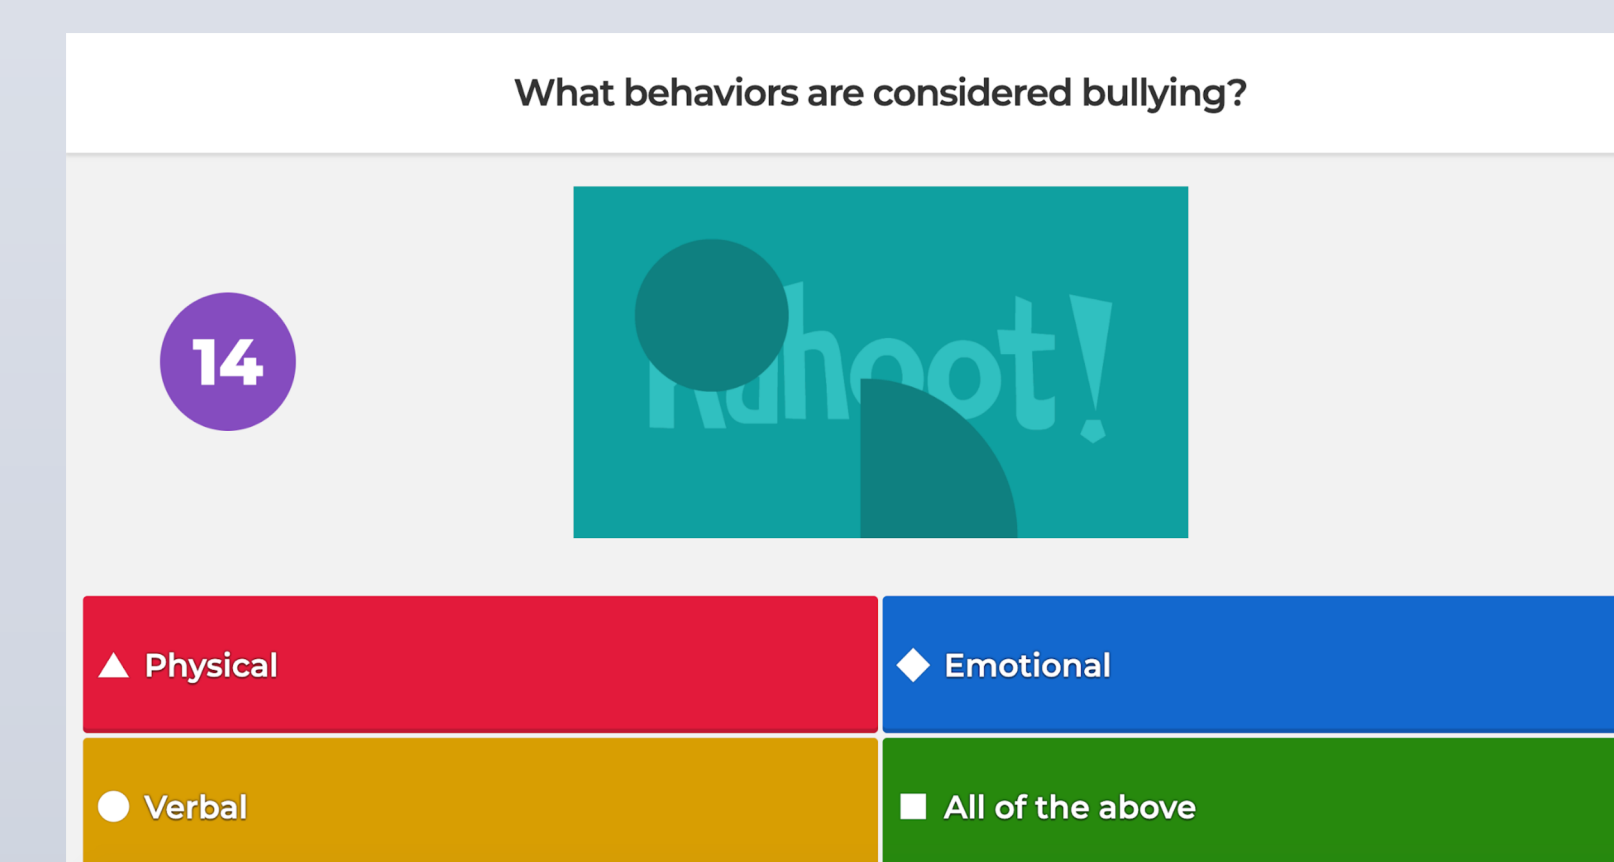 What behaviors are considered bullying?
Kahoot!
14
Physical
Emotional
Verbal
All of the above